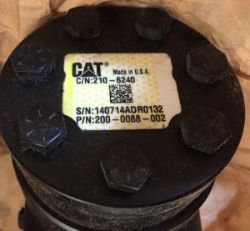 CAT Made in U.S.A.
C/N:210-6240
S/N:140714ADR0132
P/N:200-0088-002